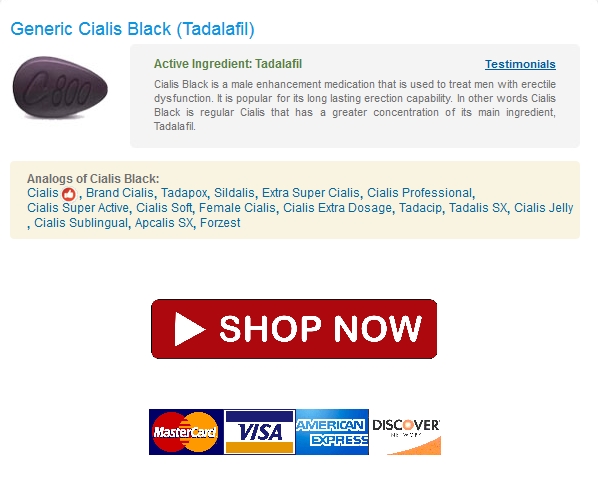 Generic Cialis Black (Tadalafil)
C-800
Active Ingredient: Tadalafil
Testimonials
Cialis Black is a male enhancement medication that is used to treat men with erectile
dysfunction. It is popular for its long lasting erection capability. In other words Cialis
Black is regular Cialis that has a greater concentration of its main ingredient,
Tadalafil.
Analogs of Cialis Black:
Cialis , Brand Cialis, Tadapox, Sildalis, Extra Super Cialis, Cialis Professional,
Cialis Super Active, Cialis Soft, Female Cialis, Cialis Extra Dosage, Tadacip, Tadalis SX, Cialis Jelly
, Cialis Sublingual, Apcalis SX, Forzest
SHOP NOW
MasterCard
VISA
AMERICAN
EXPRESS
DISCOVER
NETWORK